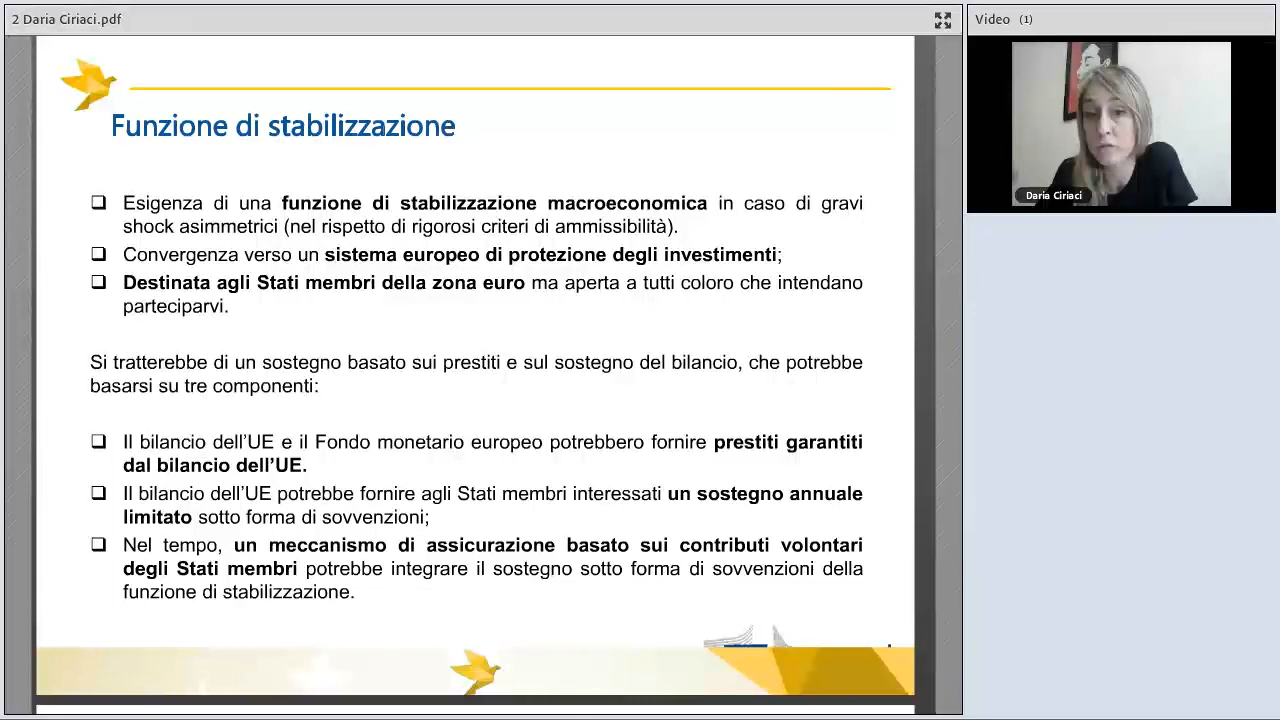 2 Daria Ciriaci.pdf
Video (1)
Daria Ciriaci
Funzione di stabilizzazione
❑ Esigenza di una funzione di stabilizzazione macroeconomica in caso di gravi
shock asimmetrici (nel rispetto di rigorosi criteri di ammissibilità).
❑ Convergenza verso un sistema europeo di protezione degli investimenti;
❑ Destinata agli Stati membri della zona euro ma aperta a tutti coloro che intendano
parteciparvi.
Si tratterebbe di un sostegno basato sui prestiti e sul sostegno del bilancio, che potrebbe
basarsi su tre componenti:
❑ Il bilancio dell’UE e il Fondo monetario europeo potrebbero fornire prestiti garantiti
dal bilancio dell’UE.
❑ Il bilancio dell’UE potrebbe fornire agli Stati membri interessati un sostegno annuale
limitato sotto forma di sovvenzioni;
❑ Nel tempo, un meccanismo di assicurazione basato sui contributi volontari
degli Stati membri potrebbe integrare il sostegno sotto forma di sovvenzioni della
funzione di stabilizzazione.